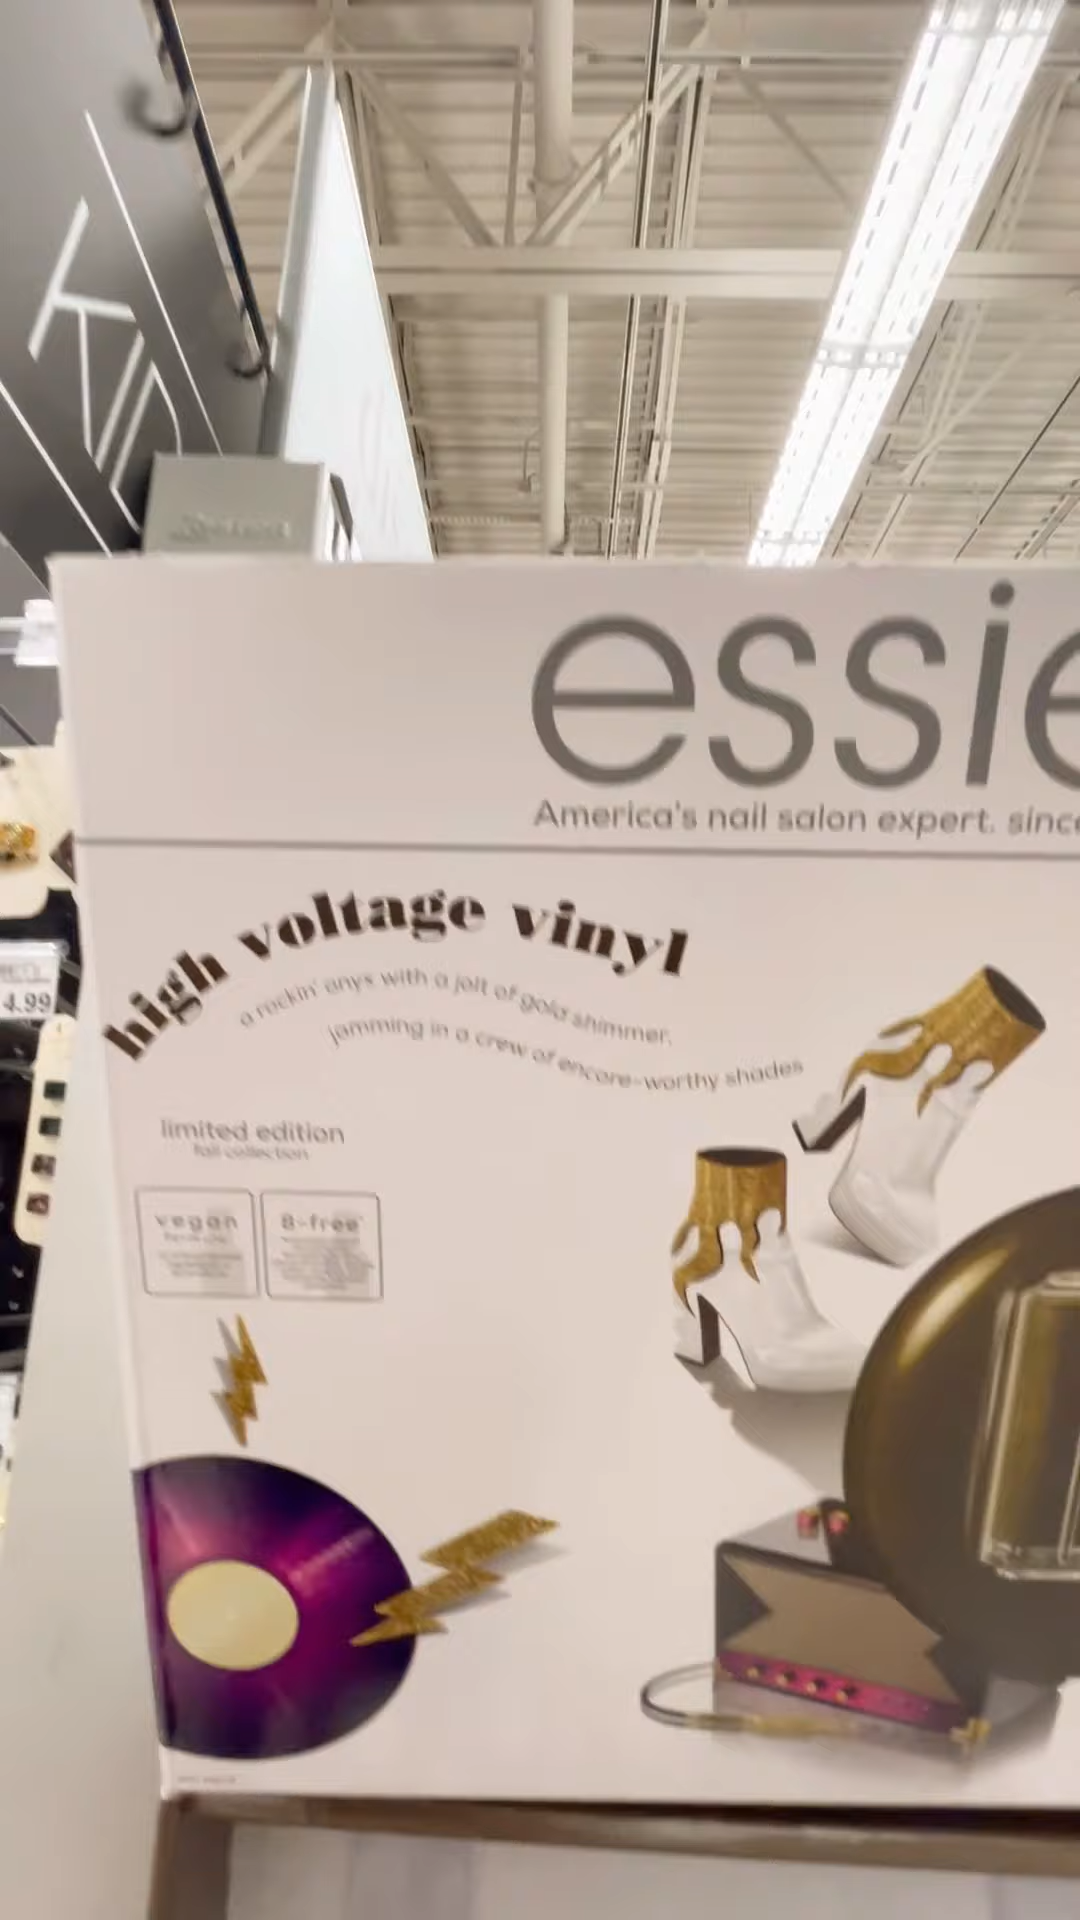 essie
America's nail salon expert. since
high voltage vinyl
a rockin' onyx with a jolt of gold shimmer,
jamming in a crew of encore-worthy shades
limited edition
fall collection
vegan
8-free
4.99